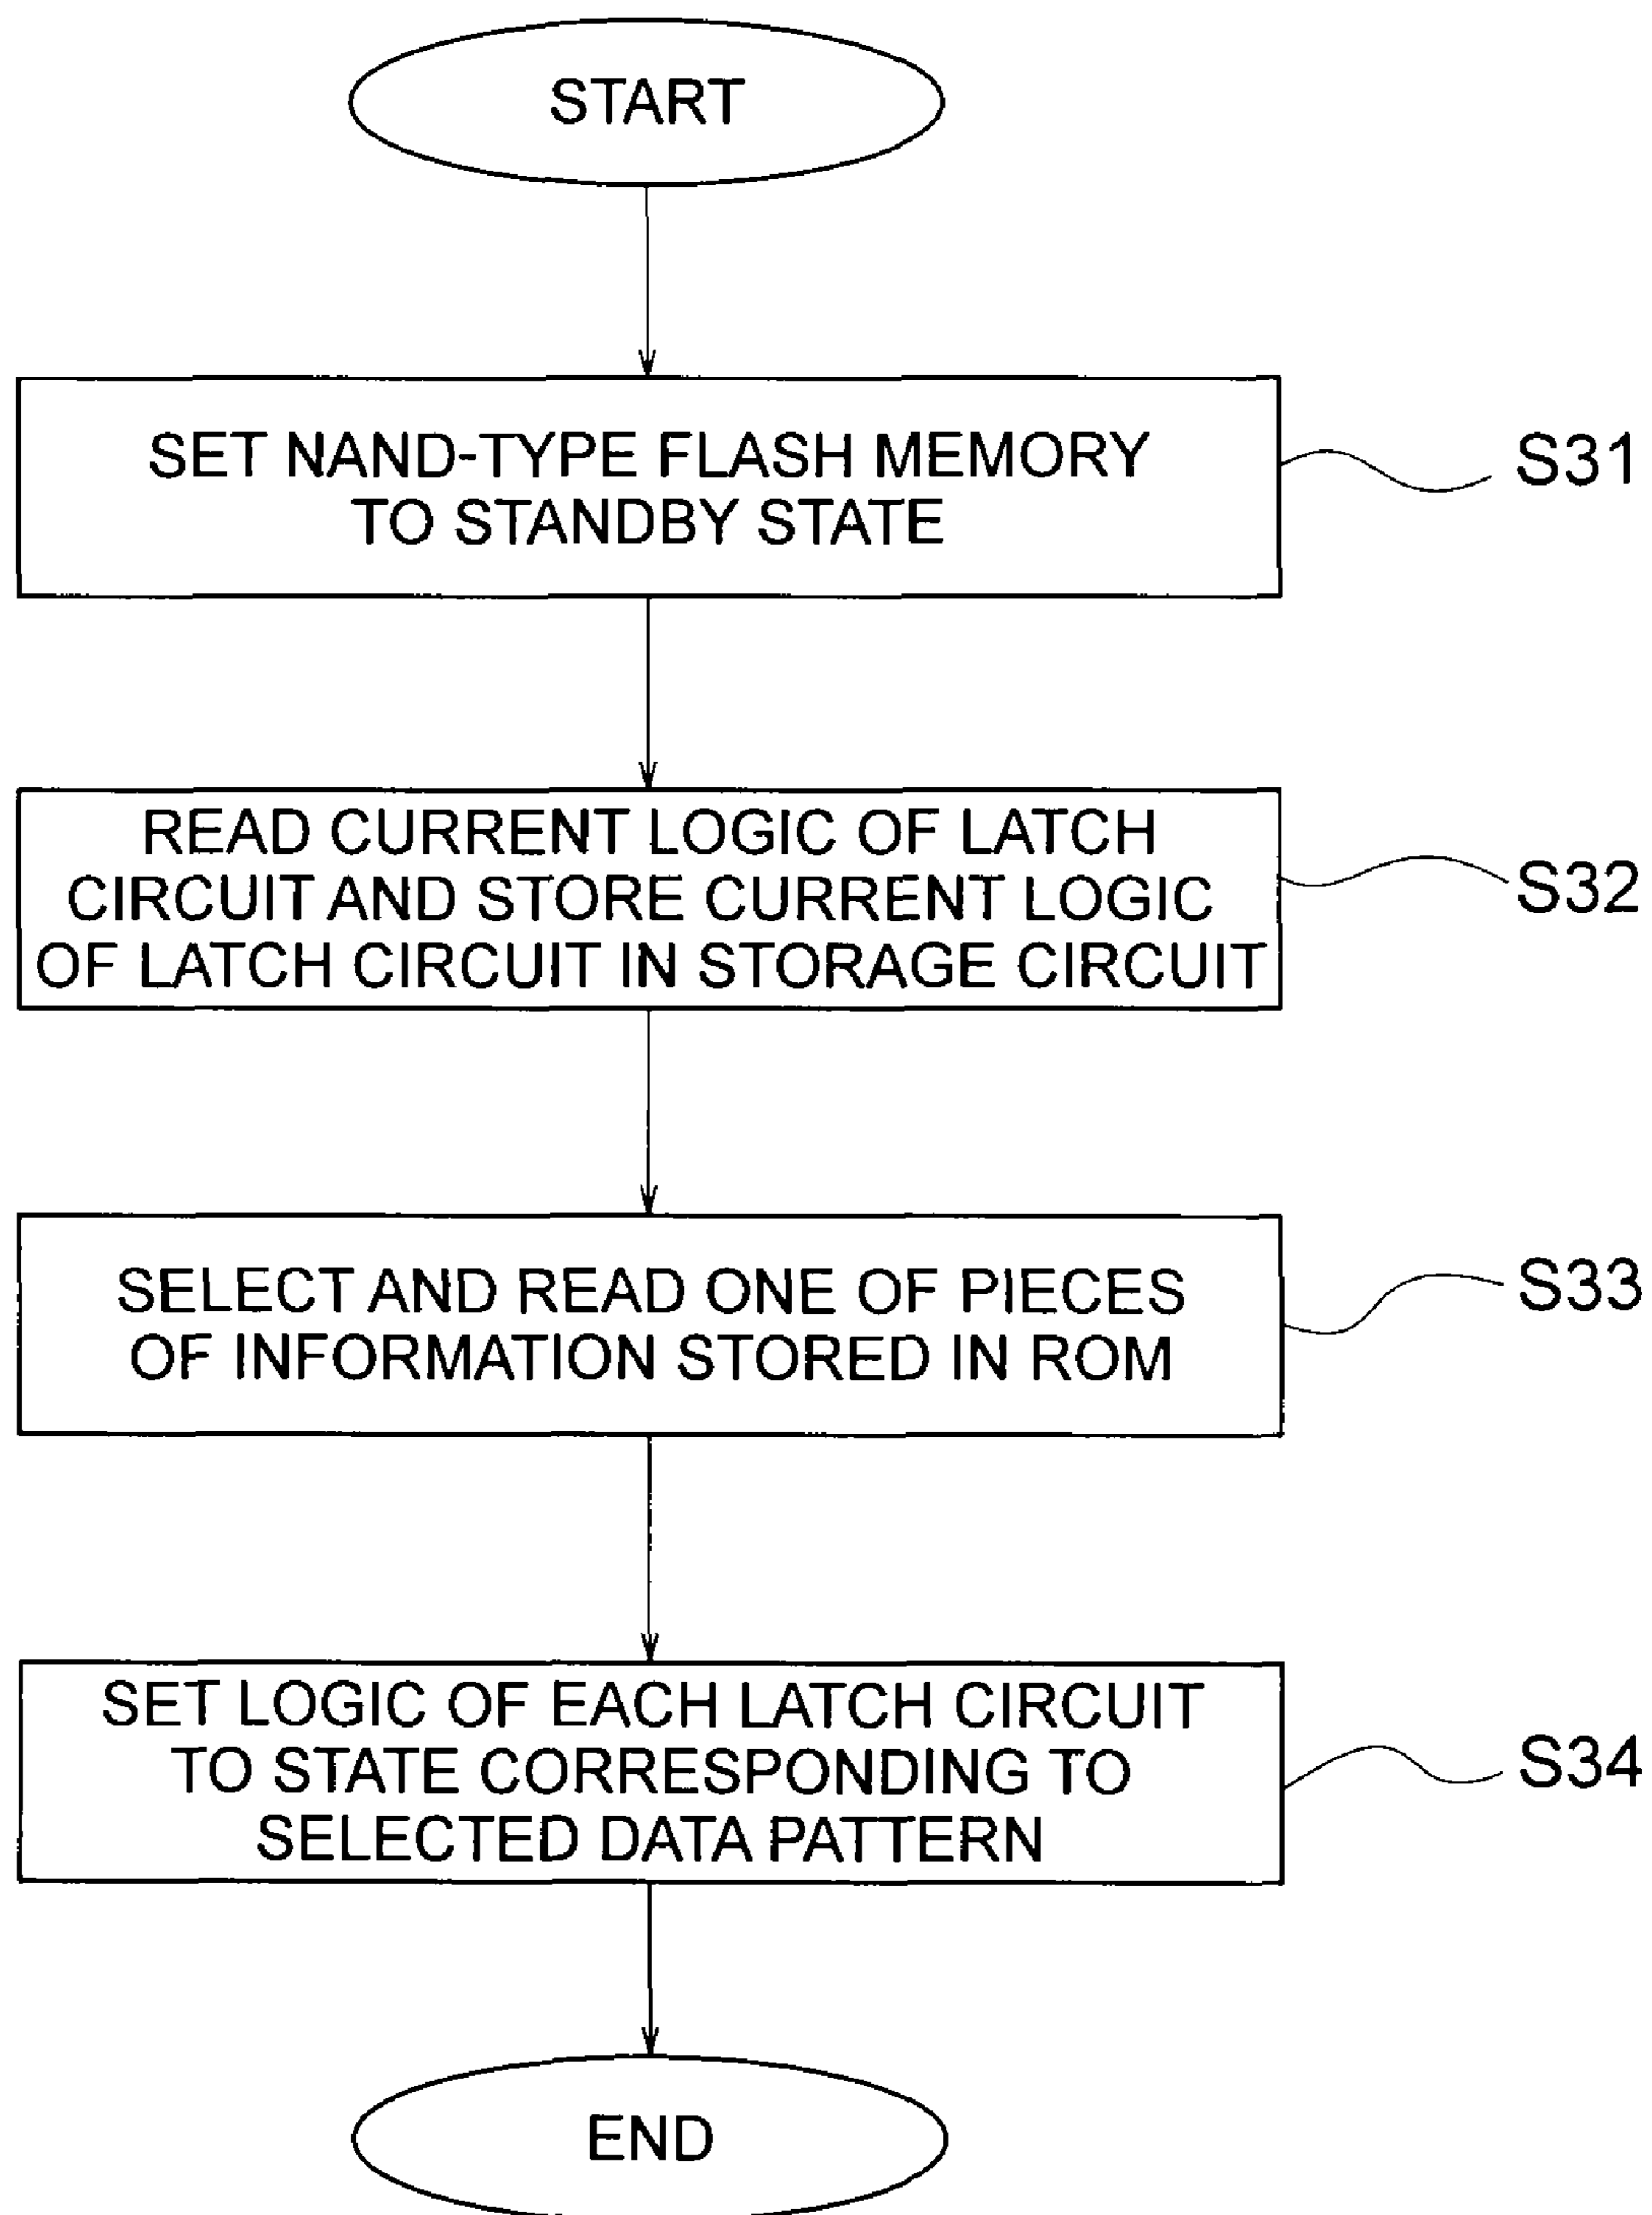 START
SET NAND-TYPE FLASH MEMORY
TO STANDBY STATE
S31
READ CURRENT LOGIC OF LATCH
CIRCUIT AND STORE CURRENT LOGIC
OF LATCH CIRCUIT IN STORAGE CIRCUIT
S32
SELECT AND READ ONE OF PIECES
OF INFORMATION STORED IN ROM
S33
SET LOGIC OF EACH LATCH CIRCUIT
TO STATE CORRESPONDING TO
SELECTED DATA PATTERN
S34
END